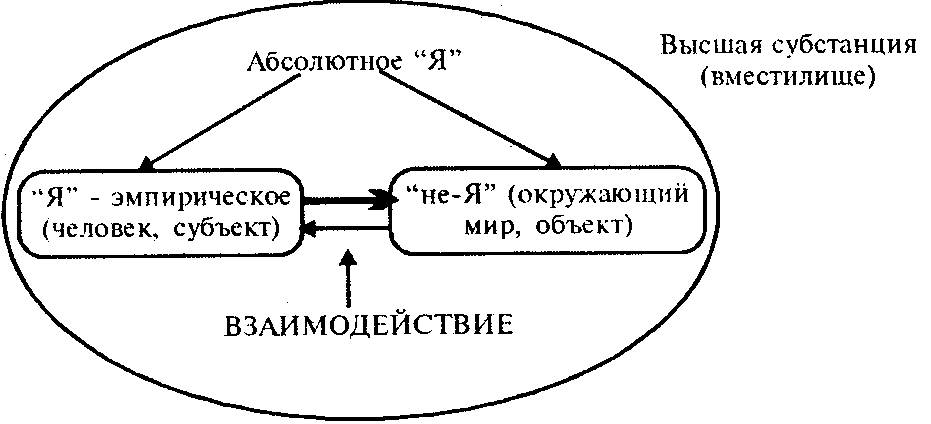 Абсолютное “Я”
Высшая субстанция
(вместилище)
“Я” - эмпирическое
(человек, субъект)
“не-Я” (окружающий
мир, объект)
ВЗАИМОДЕЙСТВИЕ